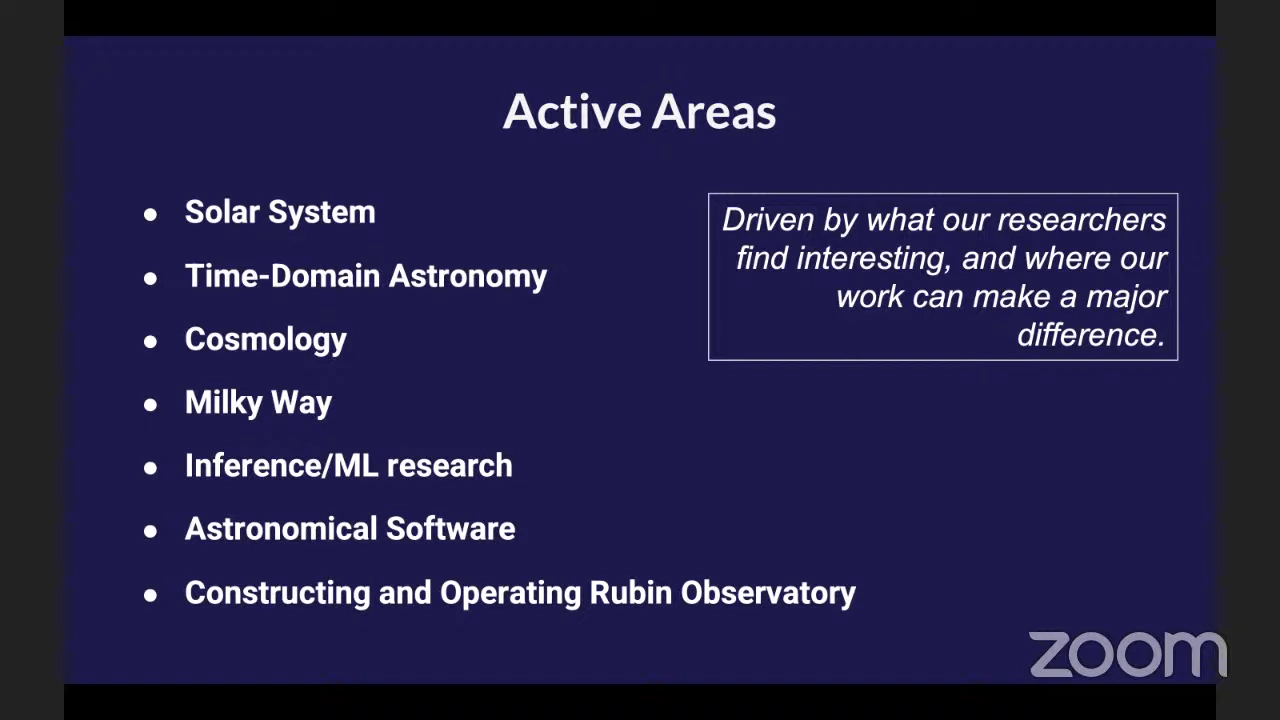 Active Areas
● Solar System
● Time-Domain Astronomy
● Cosmology
● Milky Way
● Inference/ML research
● Astronomical Software
● Constructing and Operating Rubin Observatory
Driven by what our researchers
find interesting, and where our
work can make a major
difference.
zoom